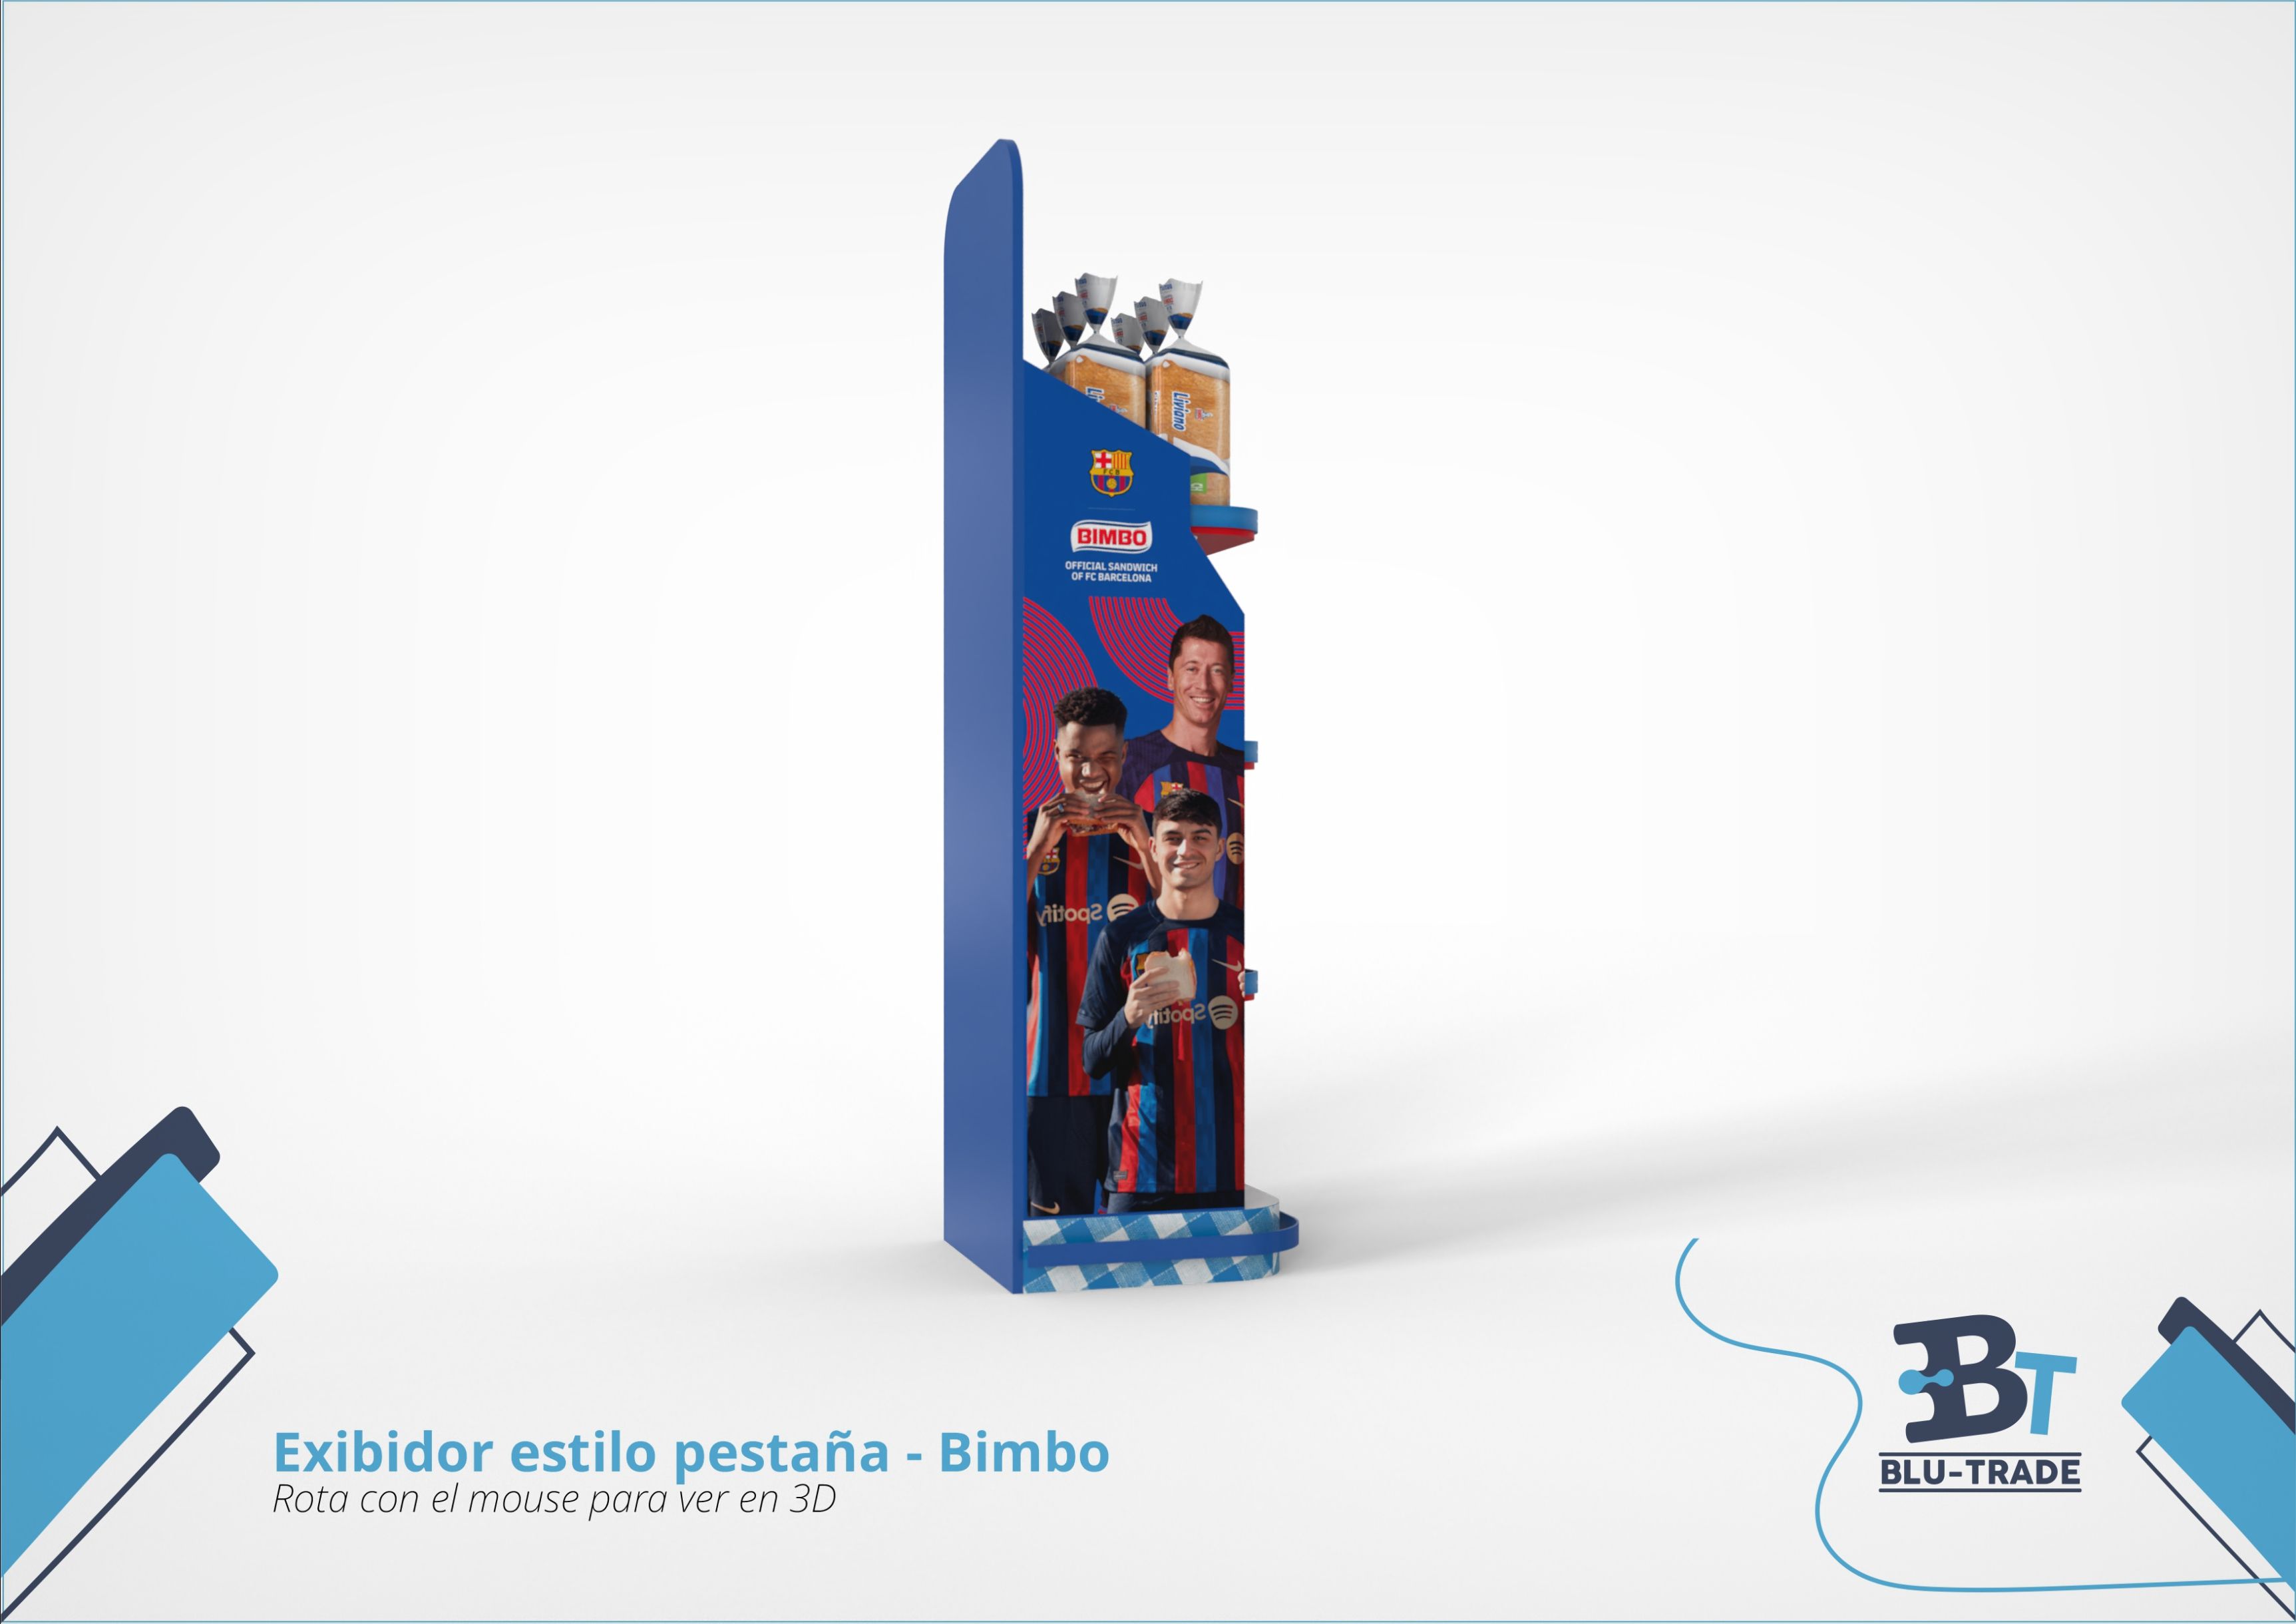 Liviano
FCB
BIMBO
OFFICIAL SANDWICH
OF FC BARCELONA
Spotify
Spotify
Exibidor estilo pestaña - Bimbo
Rota con el mouse para ver en 3D
BT
BLU-TRADE